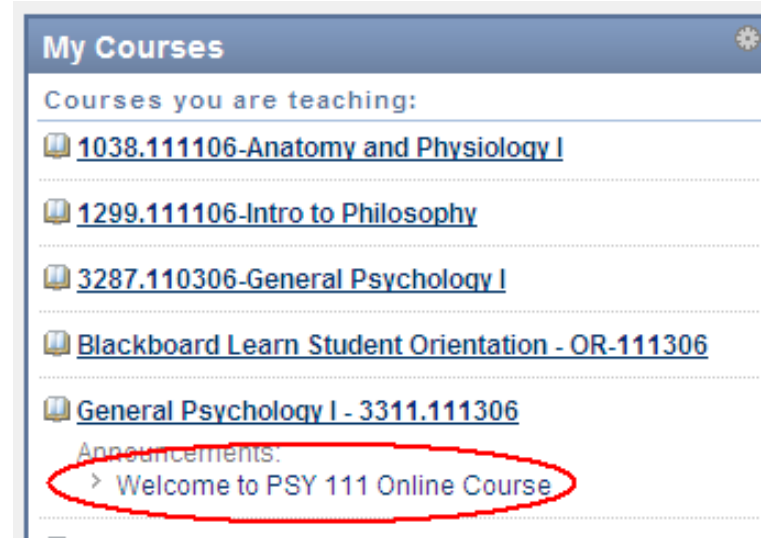 My Courses
Courses you are teaching:
1038.111106-Anatomy and Physiology I
1299.111106-Intro to Philosophy
3287.110306-General Psychology I
Blackboard Learn Student Orientation - OR-111306
General Psychology I - 3311.111306
Announcements:
> Welcome to PSY 111 Online Course